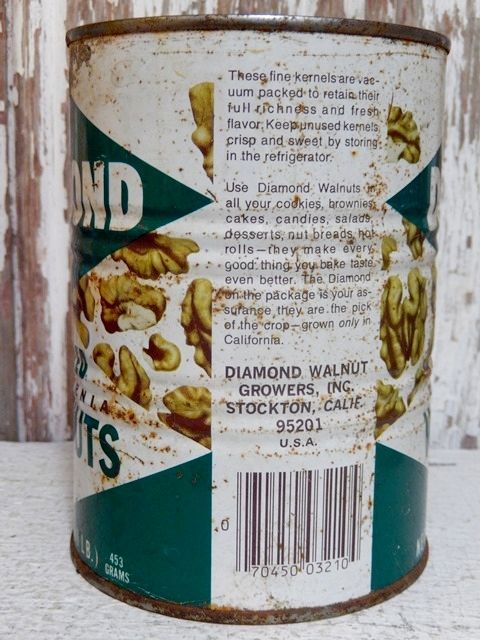 These fine kernels are vac-
uum packed to retain their
full richness and fresh
flavor. Keep unused kernels
crisp and sweet by storing
in the refrigerator.
Use Diamond Walnuts in
all your cookies, brownies,
cakes, candies, salads,
desserts, nut breads, hot
rolls—they make every
good thing you bake taste
even better. The Diamond
on the package is your as-
surance they are the pick
of the crop—grown only in
California.
DIAMOND WALNUT
GROWERS, INC.
STOCKTON, CALIF.
95201
U.S.A.
0
70450 03210
OND
ED
ENIA
UTS
LB.) 453
GRAMS